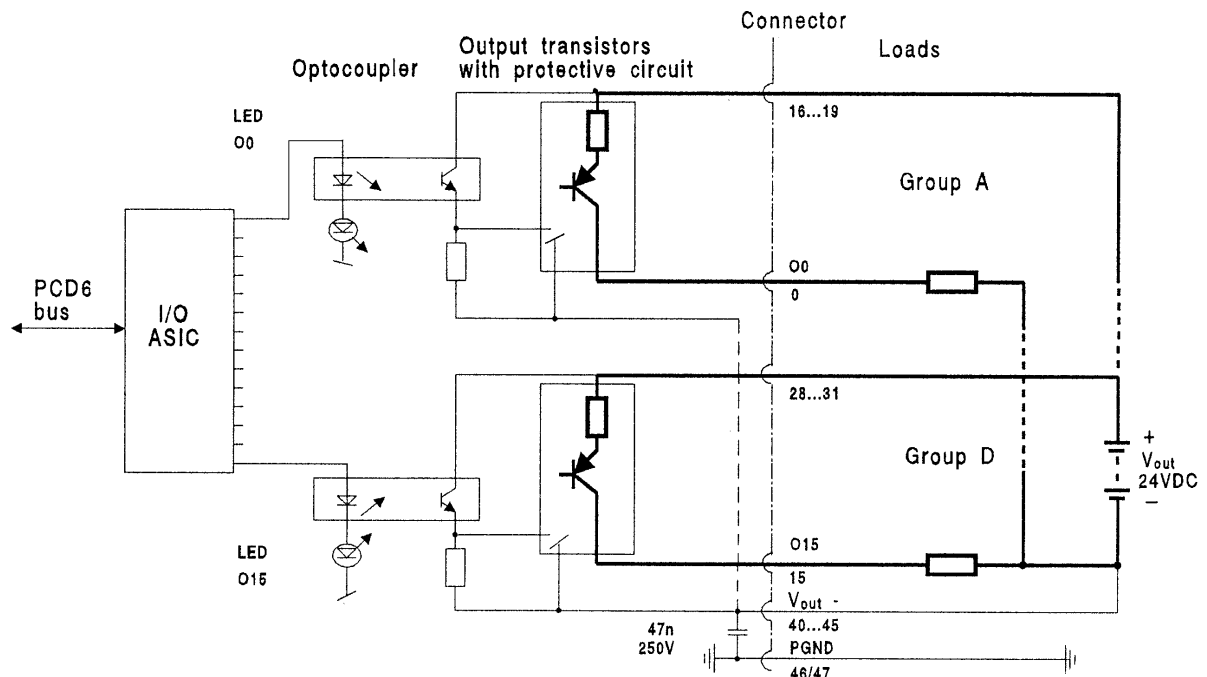 Connector
Output transistors
with protective circuit
Loads
Optocoupler
LED
O0
16...19
Group A
PCD6
bus
I/O
ASIC
O0
0
28...31
Group D
+
Vout
24VDC
–
LED
O15
O15
15
Vout -
47n
250V
40...45
PGND
46/47